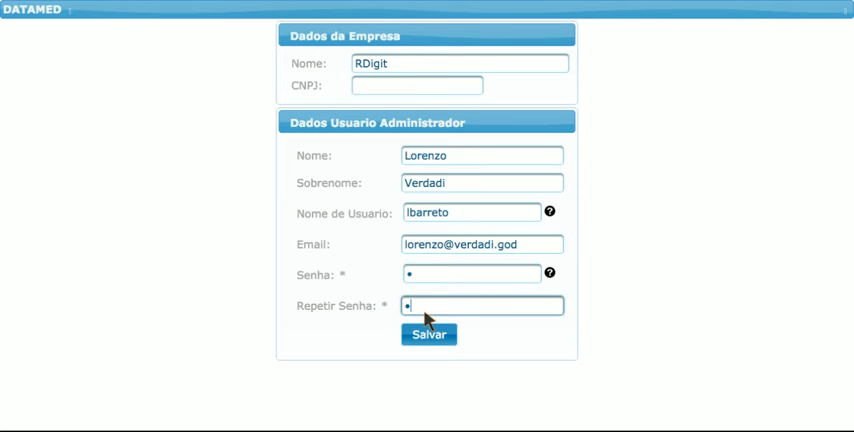 DATAMED
Dados da Empresa
Nome: RDigit
CNPJ:
Dados Usuario Administrador
Nome: Lorenzo
Sobrenome: Verdadi
Nome de Usuario: lbarreto ?
Email: lorenzo@verdadi.god
Senha: * • ?
Repetir Senha: * •
Salvar